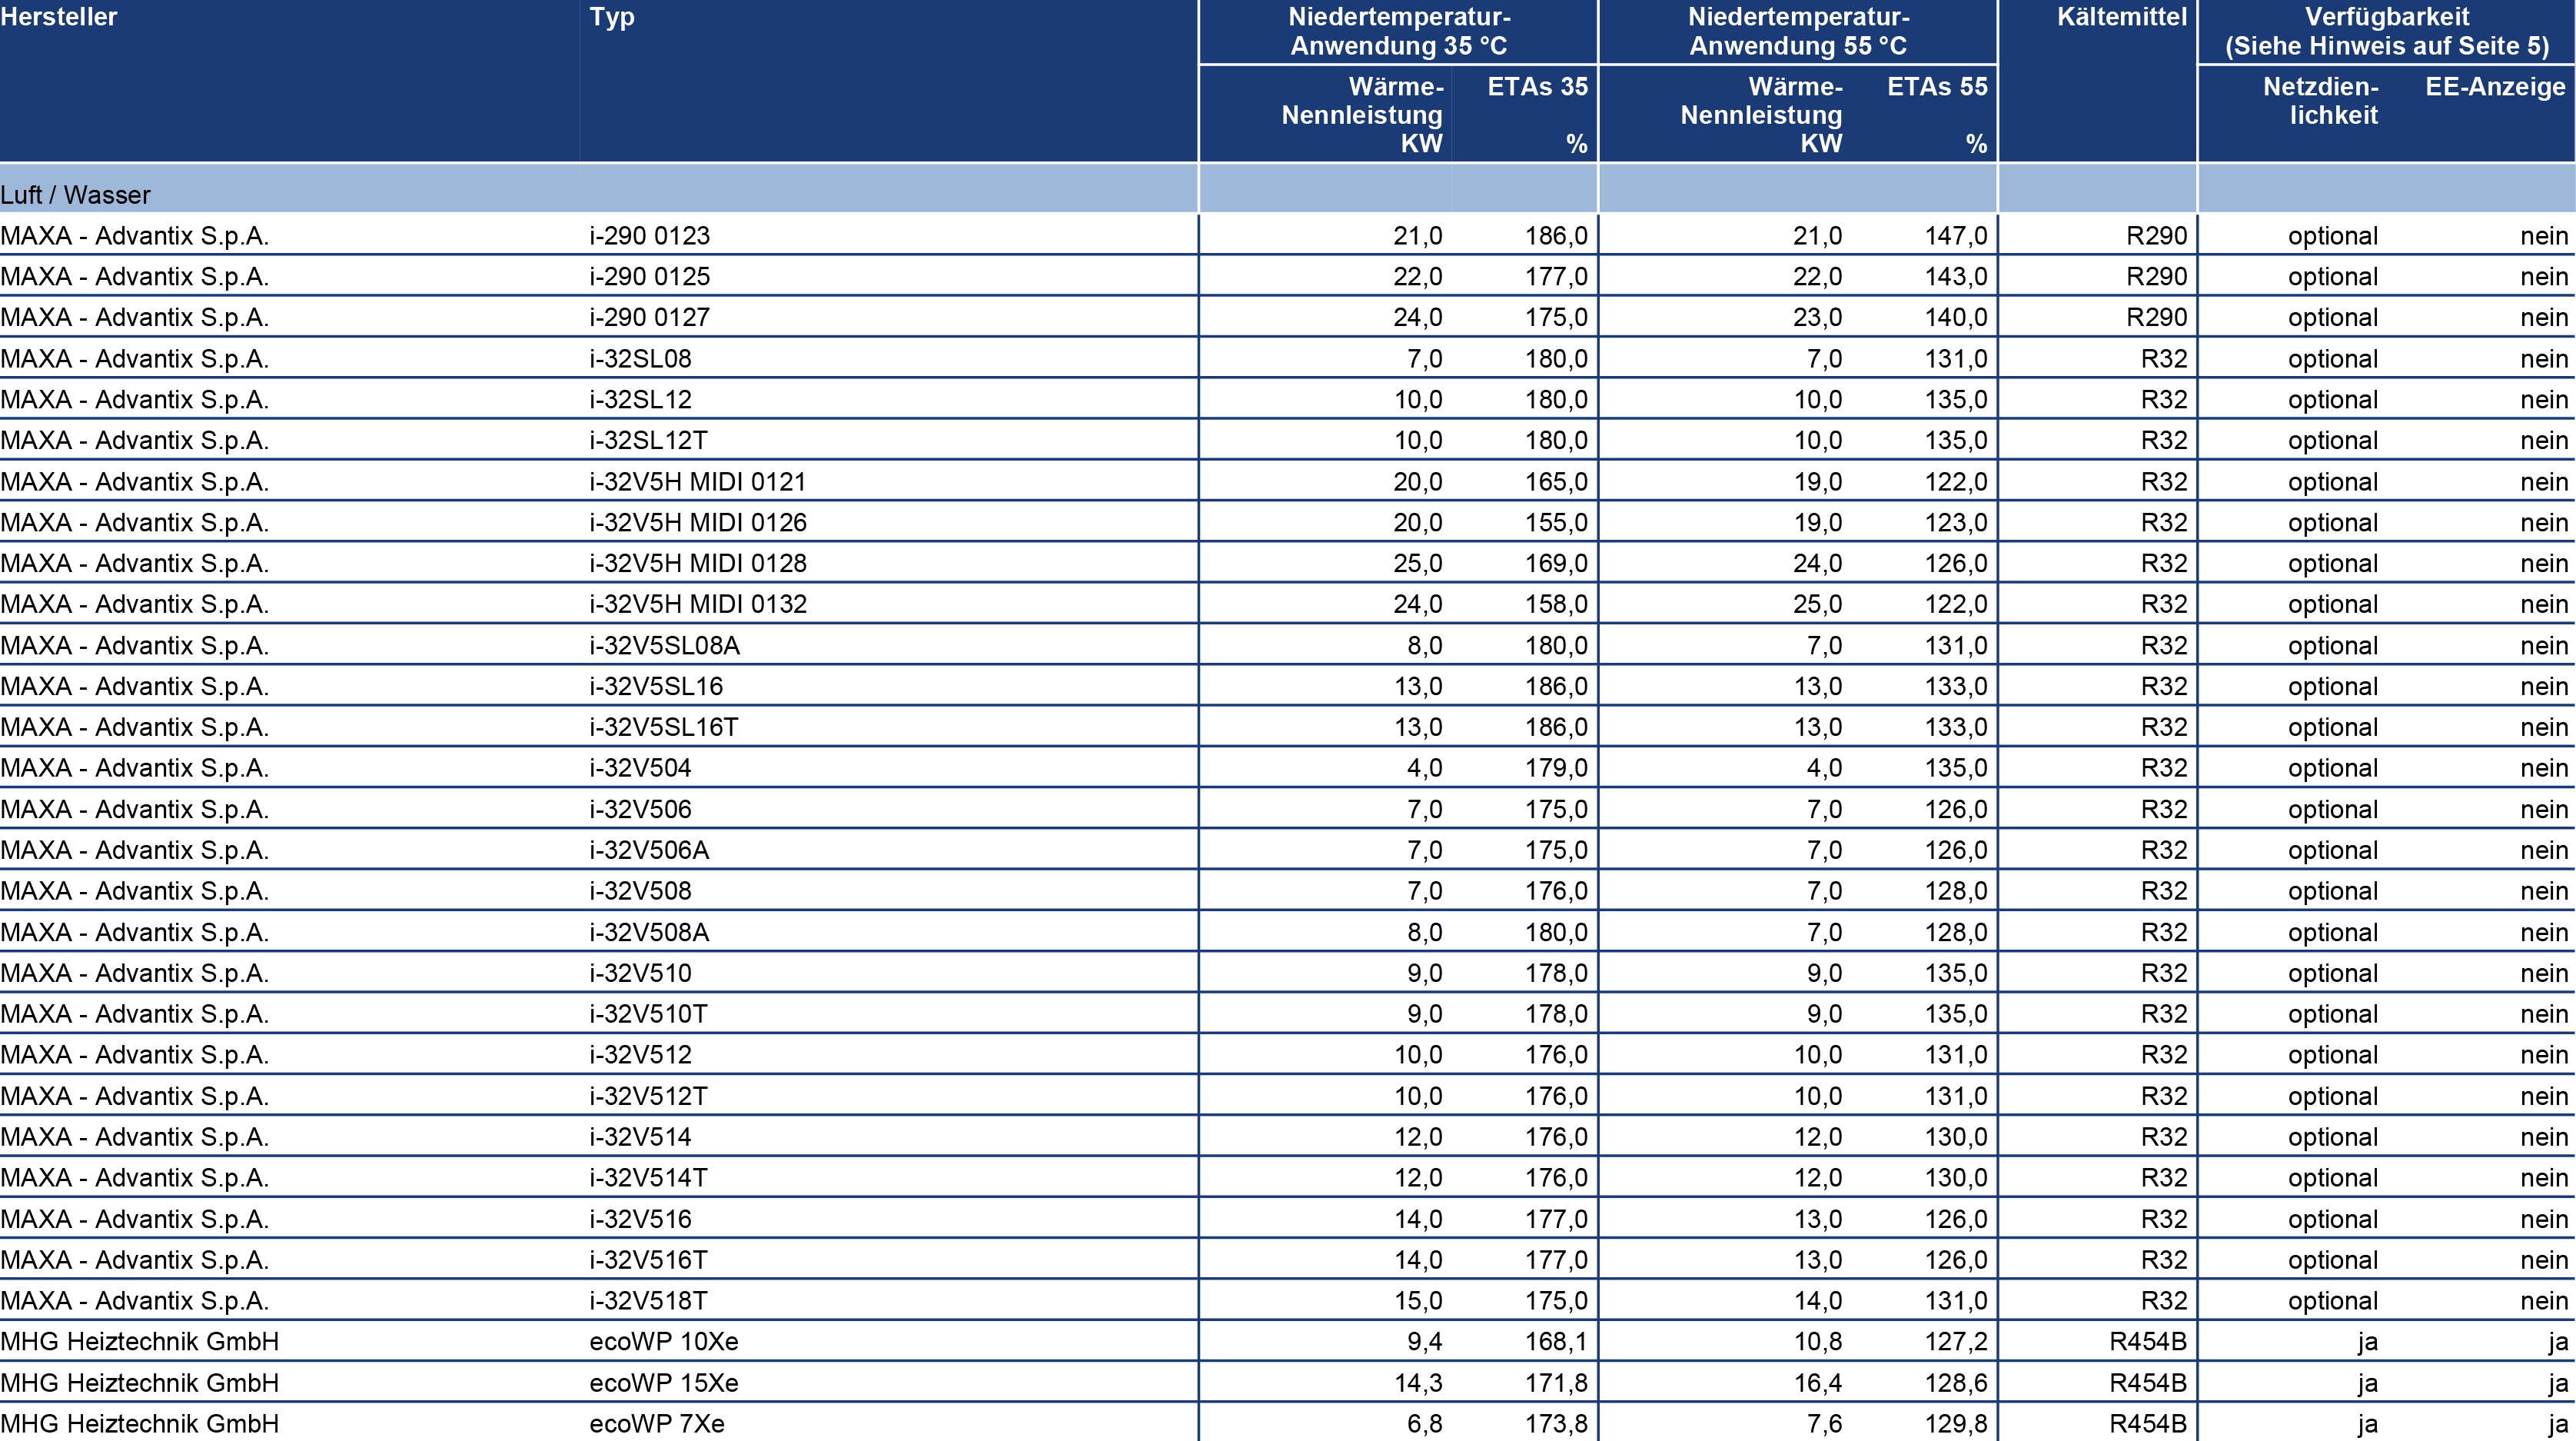 Hersteller Typ Niedertemperatur- Niedertemperatur- Kältemittel Verfügbarkeit
Anwendung 35 °C Anwendung 55 °C (Siehe Hinweis auf Seite 5)
Wärme- ETAs 35 Wärme- ETAs 55 Netzdien- EE-Anzeige
Nennleistung Nennleistung lichkeit
KW % KW %
Luft / Wasser
MAXA - Advantix S.p.A. i-290 0123 21,0 186,0 21,0 147,0 R290 optional nein
MAXA - Advantix S.p.A. i-290 0125 22,0 177,0 22,0 143,0 R290 optional nein
MAXA - Advantix S.p.A. i-290 0127 24,0 175,0 23,0 140,0 R290 optional nein
MAXA - Advantix S.p.A. i-32SL08 7,0 180,0 7,0 131,0 R32 optional nein
MAXA - Advantix S.p.A. i-32SL12 10,0 180,0 10,0 135,0 R32 optional nein
MAXA - Advantix S.p.A. i-32SL12T 10,0 180,0 10,0 135,0 R32 optional nein
MAXA - Advantix S.p.A. i-32V5H MIDI 0121 20,0 165,0 19,0 122,0 R32 optional nein
MAXA - Advantix S.p.A. i-32V5H MIDI 0126 20,0 155,0 19,0 123,0 R32 optional nein
MAXA - Advantix S.p.A. i-32V5H MIDI 0128 25,0 169,0 24,0 126,0 R32 optional nein
MAXA - Advantix S.p.A. i-32V5H MIDI 0132 24,0 158,0 25,0 122,0 R32 optional nein
MAXA - Advantix S.p.A. i-32V5SL08A 8,0 180,0 7,0 131,0 R32 optional nein
MAXA - Advantix S.p.A. i-32V5SL16 13,0 186,0 13,0 133,0 R32 optional nein
MAXA - Advantix S.p.A. i-32V5SL16T 13,0 186,0 13,0 133,0 R32 optional nein
MAXA - Advantix S.p.A. i-32V504 4,0 179,0 4,0 135,0 R32 optional nein
MAXA - Advantix S.p.A. i-32V506 7,0 175,0 7,0 126,0 R32 optional nein
MAXA - Advantix S.p.A. i-32V506A 7,0 175,0 7,0 126,0 R32 optional nein
MAXA - Advantix S.p.A. i-32V508 7,0 176,0 7,0 128,0 R32 optional nein
MAXA - Advantix S.p.A. i-32V508A 8,0 180,0 7,0 128,0 R32 optional nein
MAXA - Advantix S.p.A. i-32V510 9,0 178,0 9,0 135,0 R32 optional nein
MAXA - Advantix S.p.A. i-32V510T 9,0 178,0 9,0 135,0 R32 optional nein
MAXA - Advantix S.p.A. i-32V512 10,0 176,0 10,0 131,0 R32 optional nein
MAXA - Advantix S.p.A. i-32V512T 10,0 176,0 10,0 131,0 R32 optional nein
MAXA - Advantix S.p.A. i-32V514 12,0 176,0 12,0 130,0 R32 optional nein
MAXA - Advantix S.p.A. i-32V514T 12,0 176,0 12,0 130,0 R32 optional nein
MAXA - Advantix S.p.A. i-32V516 14,0 177,0 13,0 126,0 R32 optional nein
MAXA - Advantix S.p.A. i-32V516T 14,0 177,0 13,0 126,0 R32 optional nein
MAXA - Advantix S.p.A. i-32V518T 15,0 175,0 14,0 131,0 R32 optional nein
MHG Heiztechnik GmbH ecoWP 10Xe 9,4 168,1 10,8 127,2 R454B ja ja
MHG Heiztechnik GmbH ecoWP 15Xe 14,3 171,8 16,4 128,6 R454B ja ja
MHG Heiztechnik GmbH ecoWP 7Xe 6,8 173,8 7,6 129,8 R454B ja ja